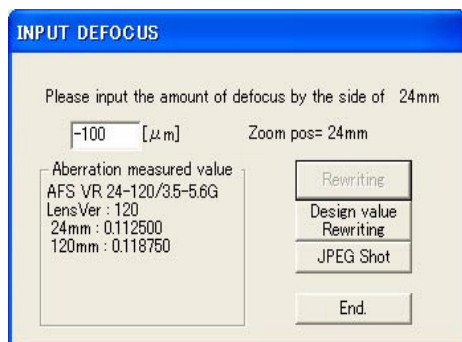 INPUT DEFOCUS
Please input the amount of defocus by the side of 24mm
-100 [μm] Zoom pos= 24mm
Aberration measured value
AFS VR 24-120/3.5-5.6G
LensVer : 120
24mm : 0.112500
120mm : 0.118750
Rewriting
Design value
Rewriting
JPEG Shot
End.